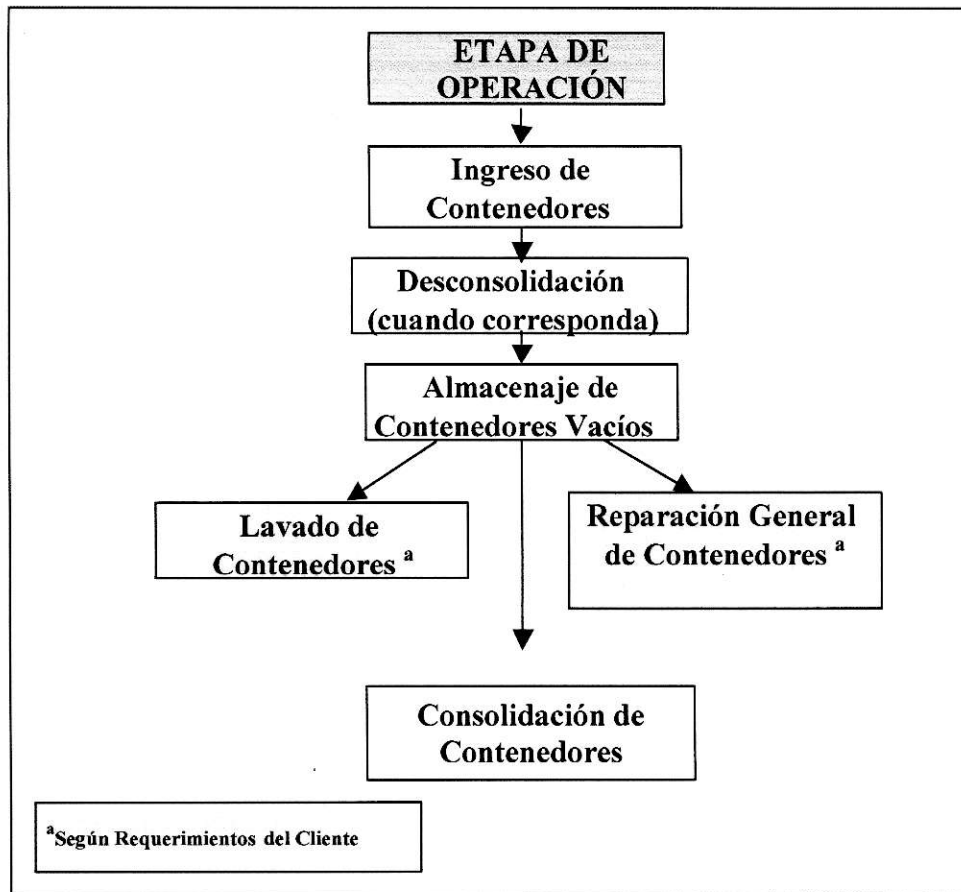 ETAPA DE
OPERACIÓN
Ingreso de
Contenedores
Desconsolidación
(cuando corresponda)
Almacenaje de
Contenedores Vacíos
Lavado de
Contenedores ª
Reparación General
de Contenedores ª
Consolidación de
Contenedores
ªSegún Requerimientos del Cliente